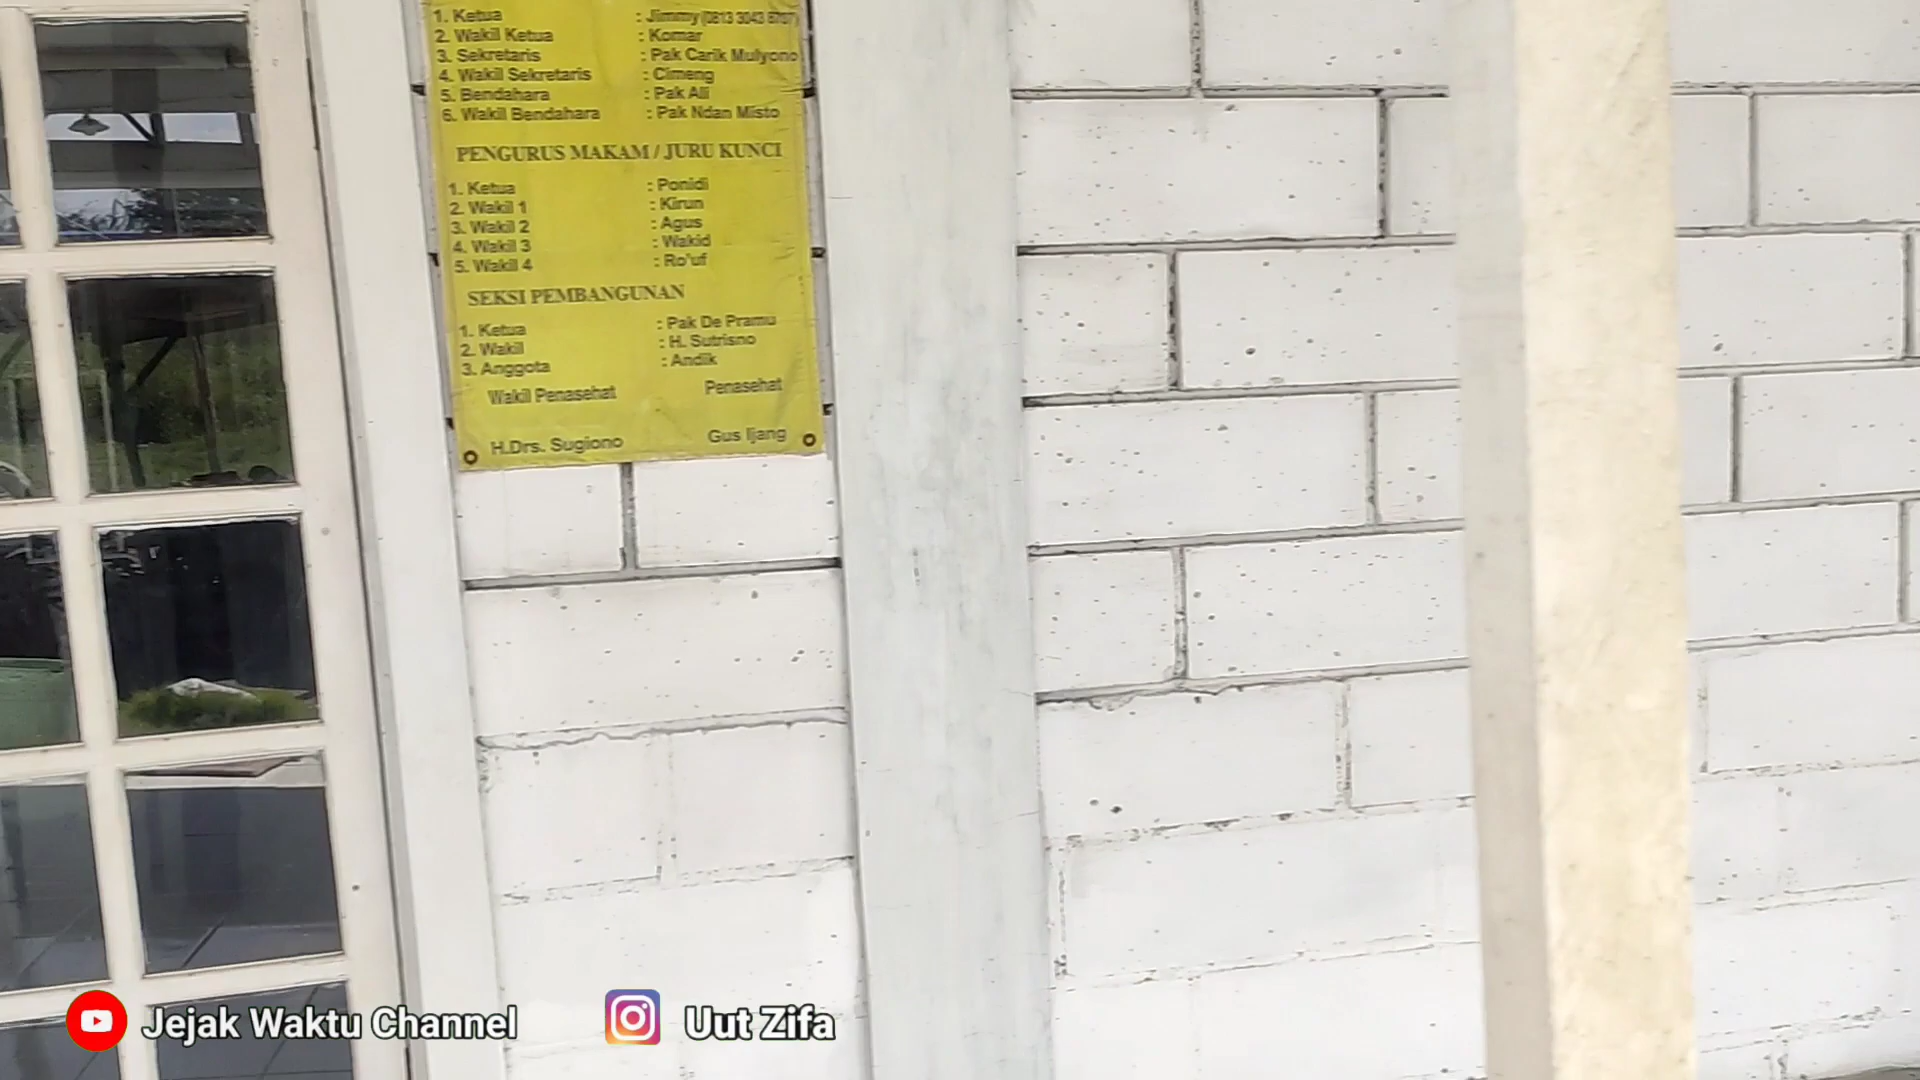 1. Ketua : Jimmy (0813 3043 6767)
2. Wakil Ketua : Komar
3. Sekretaris : Pak Carik Mulyono
4. Wakil Sekretaris : Cimeng
5. Bendahara : Pak Ali
6. Wakil Bendahara : Pak Ndan Misto
PENGURUS MAKAM / JURU KUNCI
1. Ketua : Ponidi
2. Wakil 1 : Kirun
3. Wakil 2 : Agus
4. Wakil 3 : Wakid
5. Wakil 4 : Ro'uf
SEKSI PEMBANGUNAN
1. Ketua : Pak De Pramu
2. Wakil : H. Sutrisno
3. Anggota : Andik
Wakil Penasehat Penasehat
H.Drs. Sugiono Gus Ijang
Jejak Waktu Channel Uut Zifa